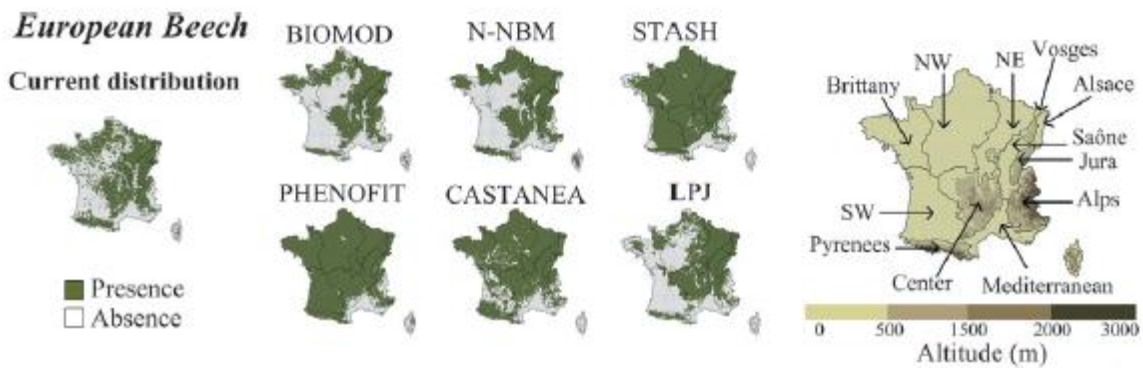 European Beech
Current distribution
Presence
Absence
BIOMOD
N-NBM
STASH
PHENOFIT
CASTANEA
LPJ
Brittany
NW
NE
Vosges
Alsace
Saône
Jura
Alps
SW
Pyrenees
Center
Mediterranean
0 500 1500 2000 3000
Altitude (m)